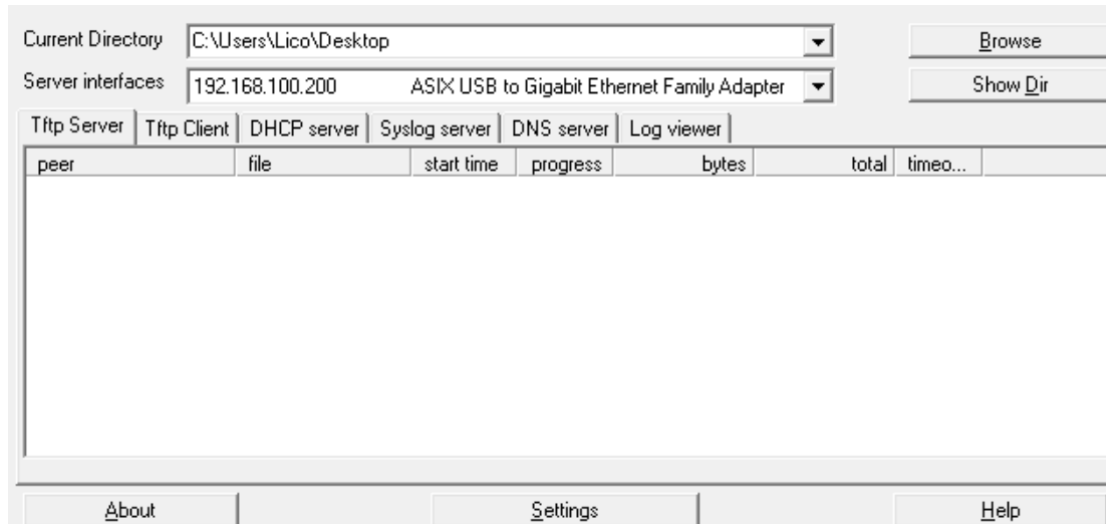 Current Directory C:\Users\Lico\Desktop Browse
Server interfaces 192.168.100.200 ASIX USB to Gigabit Ethernet Family Adapter Show Dir
Tftp Server Tftp Client DHCP server Syslog server DNS server Log viewer
peer file start time progress bytes total timeo...
About Settings Help